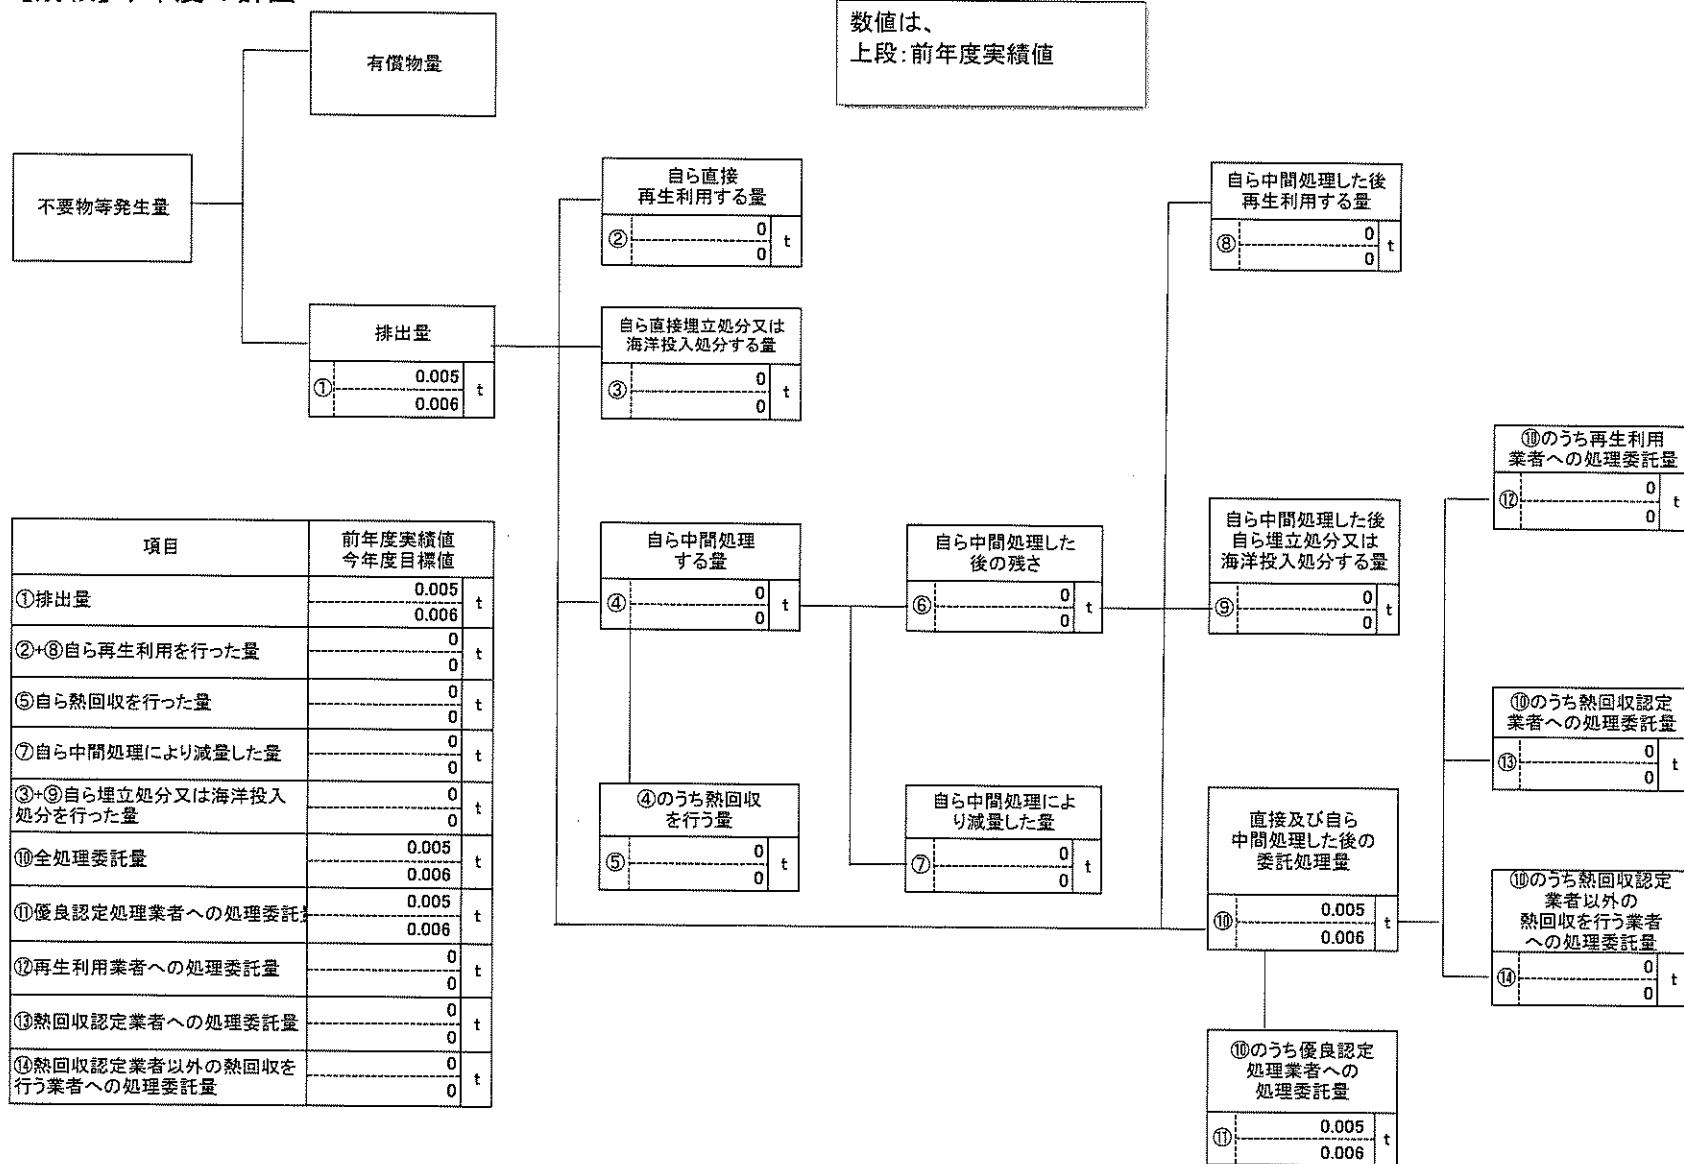 数値は、
上段:前年度実績値
有償物量
不要物等発生量
排出量
① 0.005 t
0.006
自ら直接
再生利用する量
② 0 t
0
自ら直接埋立処分又は
海洋投入処分する量
③ 0 t
0
自ら中間処理した後
再生利用する量
⑧ 0 t
0
自ら中間処理
する量
④ 0 t
0
自ら中間処理した
後の残さ
⑥ 0 t
0
自ら中間処理した後
自ら埋立処分又は
海洋投入処分する量
⑨ 0 t
0
④のうち熱回収
を行う量
⑤ 0 t
0
自ら中間処理によ
り減量した量
⑦ 0 t
0
直接及び自ら
中間処理した後の
委託処理量
⑩ 0.005 t
0.006
⑩のうち優良認定
処理業者への
処理委託量
⑪ 0.005 t
0.006
⑩のうち再生利用
業者への処理委託量
⑫ 0 t
0
⑩のうち熱回収認定
業者への処理委託量
⑬ 0 t
0
⑩のうち熱回収認定
業者以外の
熱回収を行う業者
への処理委託量
⑭ 0 t
0
項目 前年度実績値
今年度目標値
①排出量 0.005 t
0.006
②+⑧自ら再生利用を行った量 0 t
0
⑤自ら熱回収を行った量 0 t
0
⑦自ら中間処理により減量した量 0 t
0
③+⑨自ら埋立処分又は海洋投入
処分を行った量 0 t
0
⑩全処理委託量 0.005 t
0.006
⑪優良認定処理業者への処理委託 0.005 t
0.006
⑫再生利用業者への処理委託量 0 t
0
⑬熱回収認定業者への処理委託量 0 t
0
⑭熱回収認定業者以外の熱回収を
行う業者への処理委託量 0 t
0